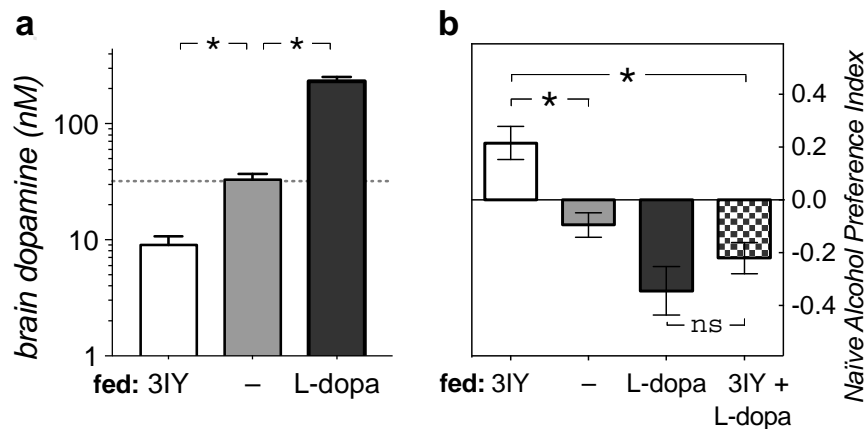 a
brain dopamine (nM)
100
10
1
* *
fed: 3IY – L-dopa
b
* 
*
ns
0.4
0.2
0.0
-0.2
-0.4
Naïve Alcohol Preference Index
fed: 3IY – L-dopa 3IY +
L-dopa